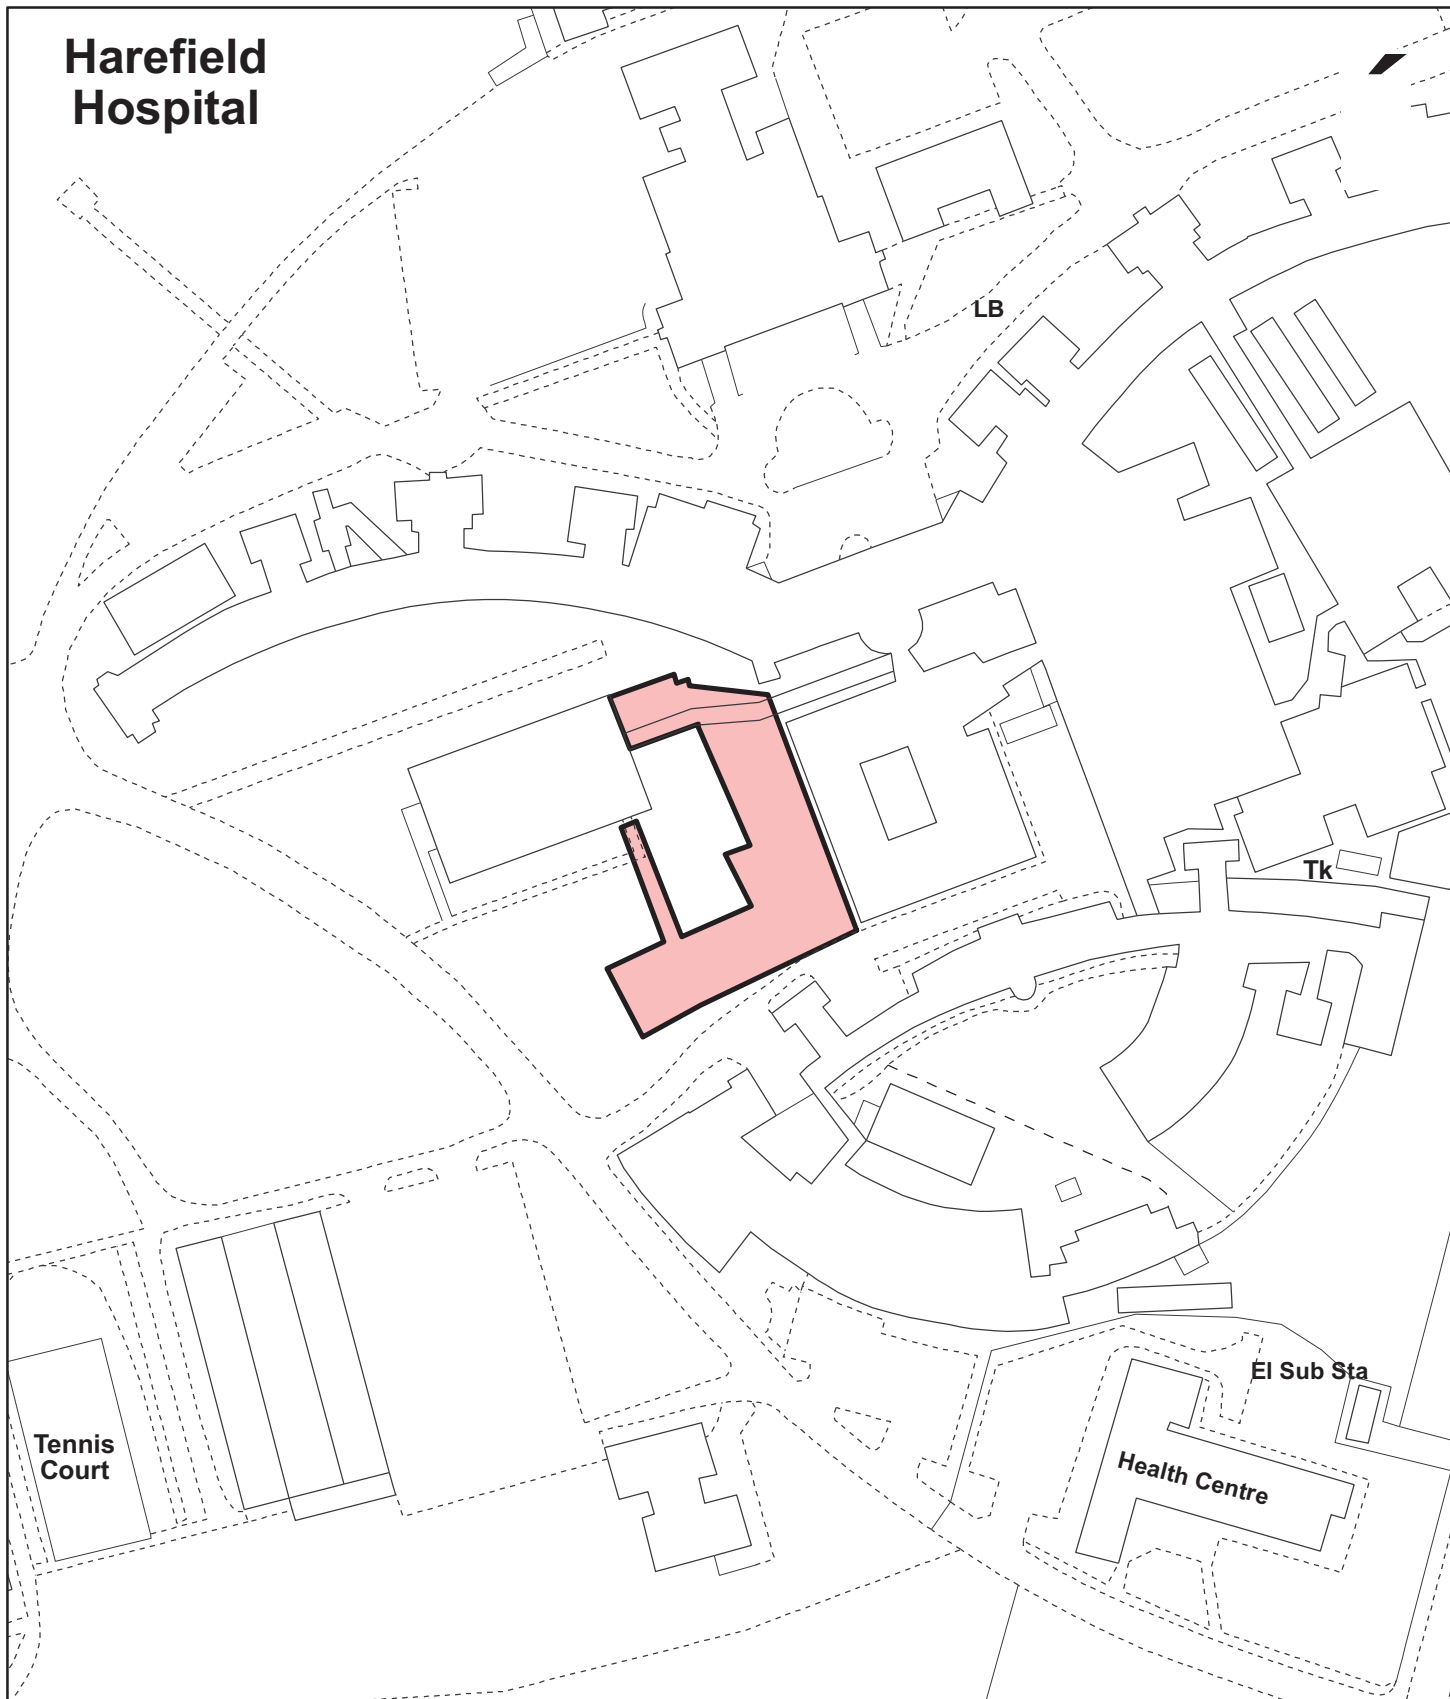 Harefield
Hospital
LB
Tk
El Sub Sta
Tennis
Court
Health Centre